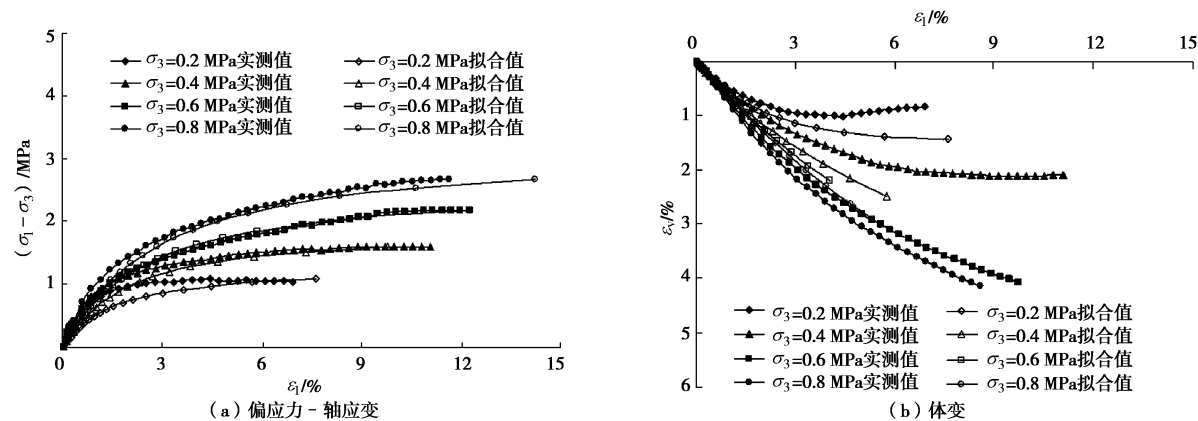 5
4
3
2
1
0
3
6
9
12
15
(σ₁－σ₃)/MPa
σ₃=0.2 MPa实测值
σ₃=0.2 MPa拟合值
σ₃=0.4 MPa实测值
σ₃=0.4 MPa拟合值
σ₃=0.6 MPa实测值
σ₃=0.6 MPa拟合值
σ₃=0.8 MPa实测值
σ₃=0.8 MPa拟合值
ε₁/%
（a）偏应力－轴应变
ε₁/%
0
3
6
9
12
15
1
2
3
4
5
6
εᵥ/%
σ₃=0.2 MPa实测值
σ₃=0.2 MPa拟合值
σ₃=0.4 MPa实测值
σ₃=0.4 MPa拟合值
σ₃=0.6 MPa实测值
σ₃=0.6 MPa拟合值
σ₃=0.8 MPa实测值
σ₃=0.8 MPa拟合值
（b）体变